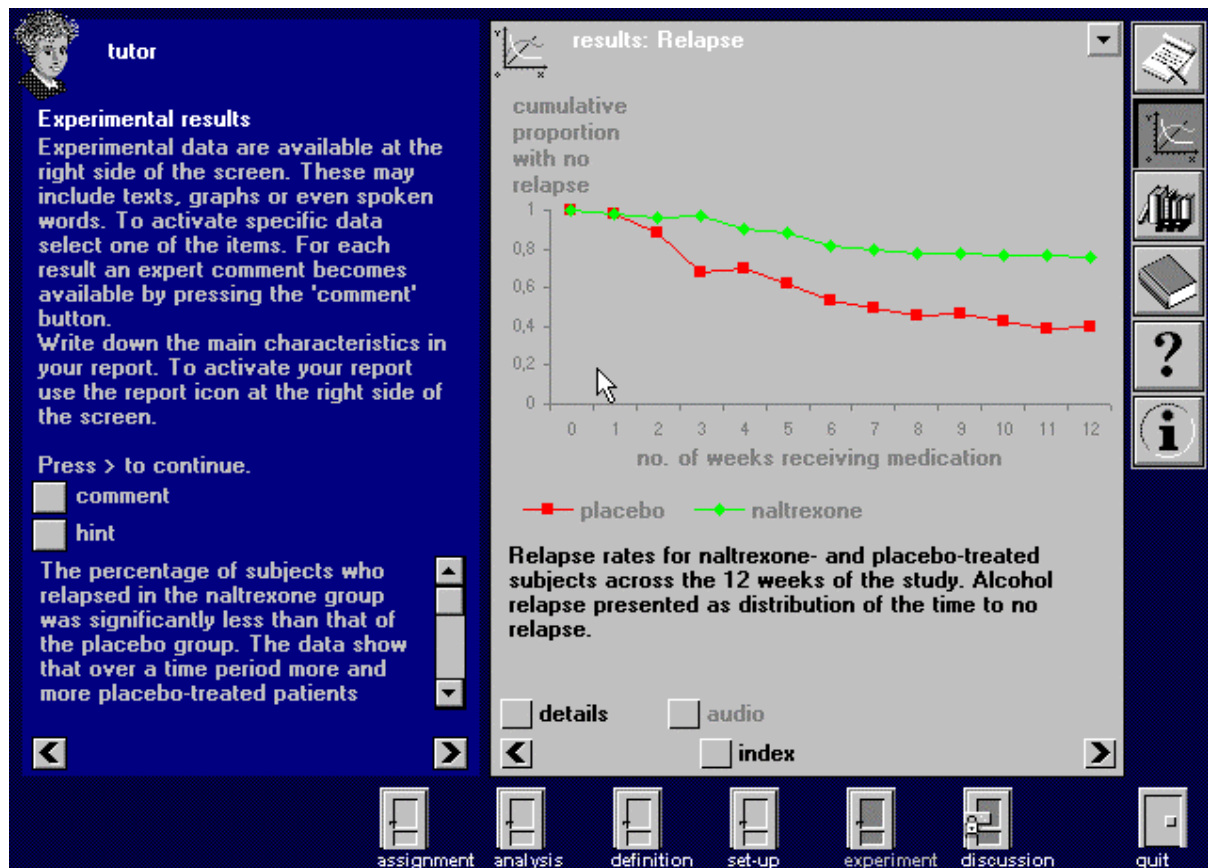 tutor
Experimental results
Experimental data are available at the
right side of the screen. These may
include texts, graphs or even spoken
words. To activate specific data
select one of the items. For each
result an expert comment becomes
available by pressing the 'comment'
button.
Write down the main characteristics in
your report. To activate your report
use the report icon at the right side of
the screen.
Press > to continue.
comment
hint
The percentage of subjects who
relapsed in the naltrexone group
was significantly less than that of
the placebo group. The data show
that over a time period more and
more placebo-treated patients
results: Relapse
cumulative
proportion
with no
relapse
1
0,8
0,6
0,4
0,2
0
0 1 2 3 4 5 6 7 8 9 10 11 12
no. of weeks receiving medication
placebo naltrexone
Relapse rates for naltrexone- and placebo-treated
subjects across the 12 weeks of the study. Alcohol
relapse presented as distribution of the time to no
relapse.
details audio
index
?
i
assignment analysis definition set-up experiment discussion quit